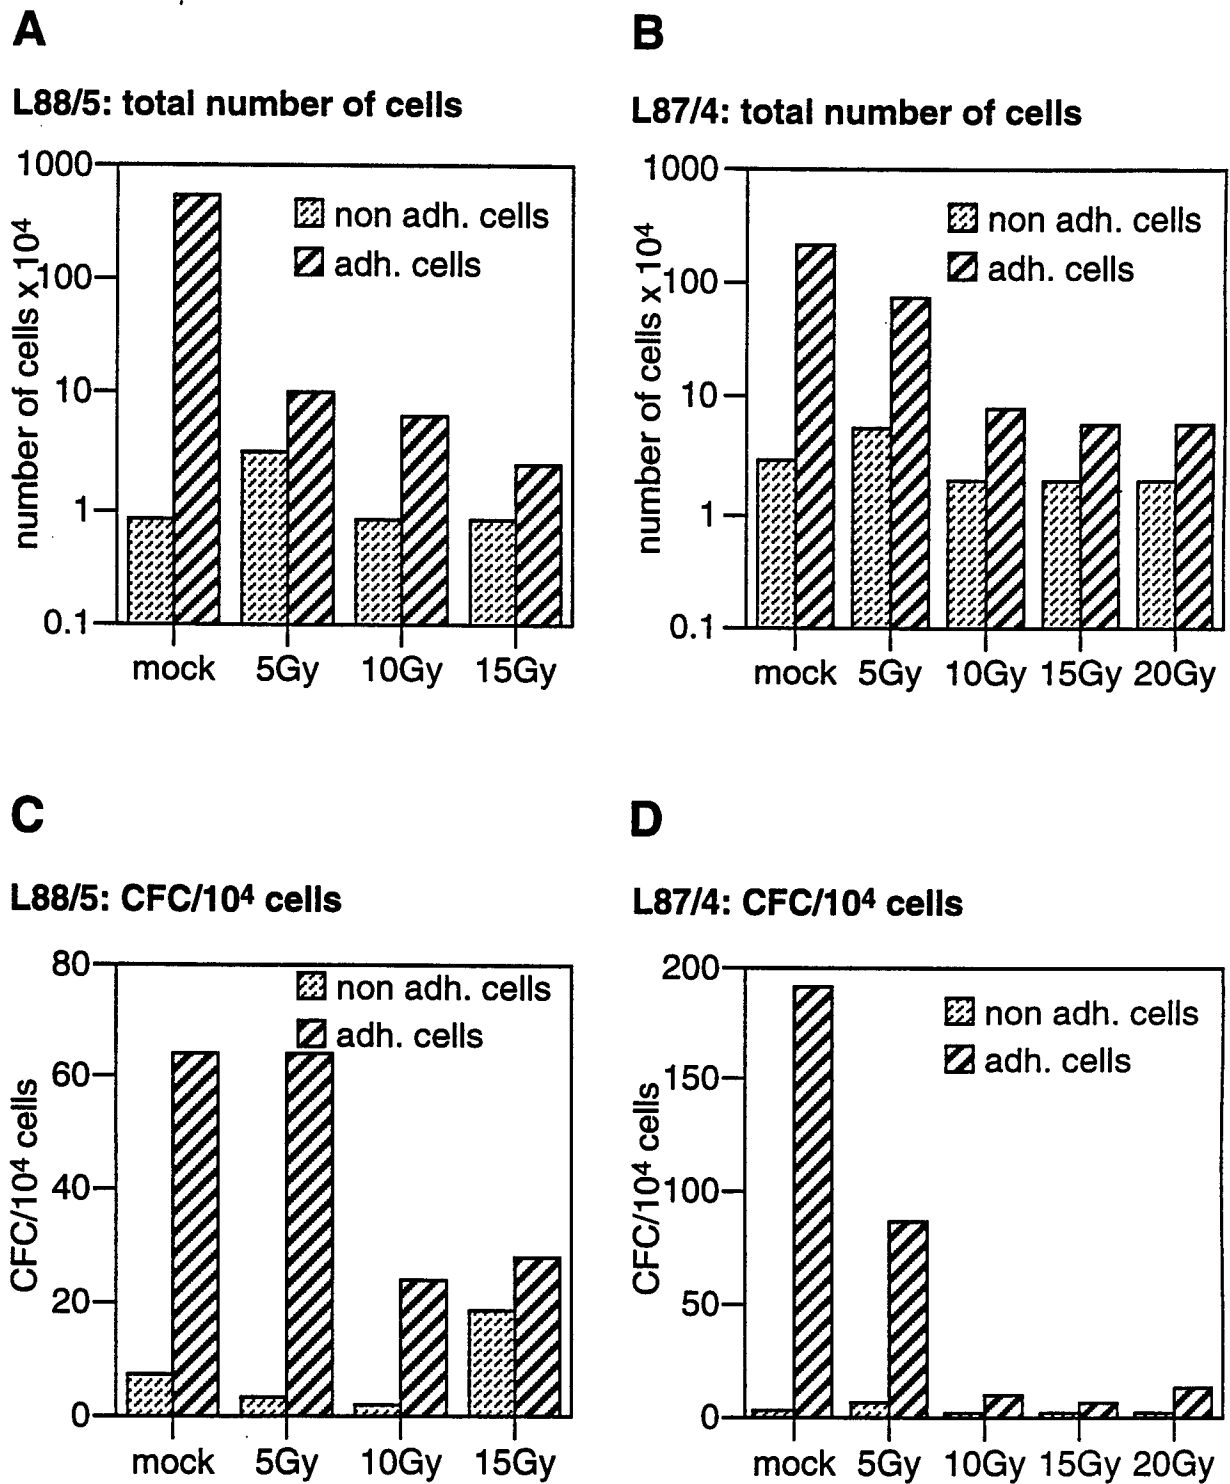 A
L88/5: total number of cells
number of cells x 10⁴
1000
100
10
1
0.1
non adh. cells
adh. cells
mock 5Gy 10Gy 15Gy
B
L87/4: total number of cells
number of cells x 10⁴
1000
100
10
1
0.1
non adh. cells
adh. cells
mock 5Gy 10Gy 15Gy 20Gy
C
L88/5: CFC/10⁴ cells
CFC/10⁴ cells
80
60
40
20
0
non adh. cells
adh. cells
mock 5Gy 10Gy 15Gy
D
L87/4: CFC/10⁴ cells
CFC/10⁴ cells
200
150
100
50
0
non adh. cells
adh. cells
mock 5Gy 10Gy 15Gy 20Gy